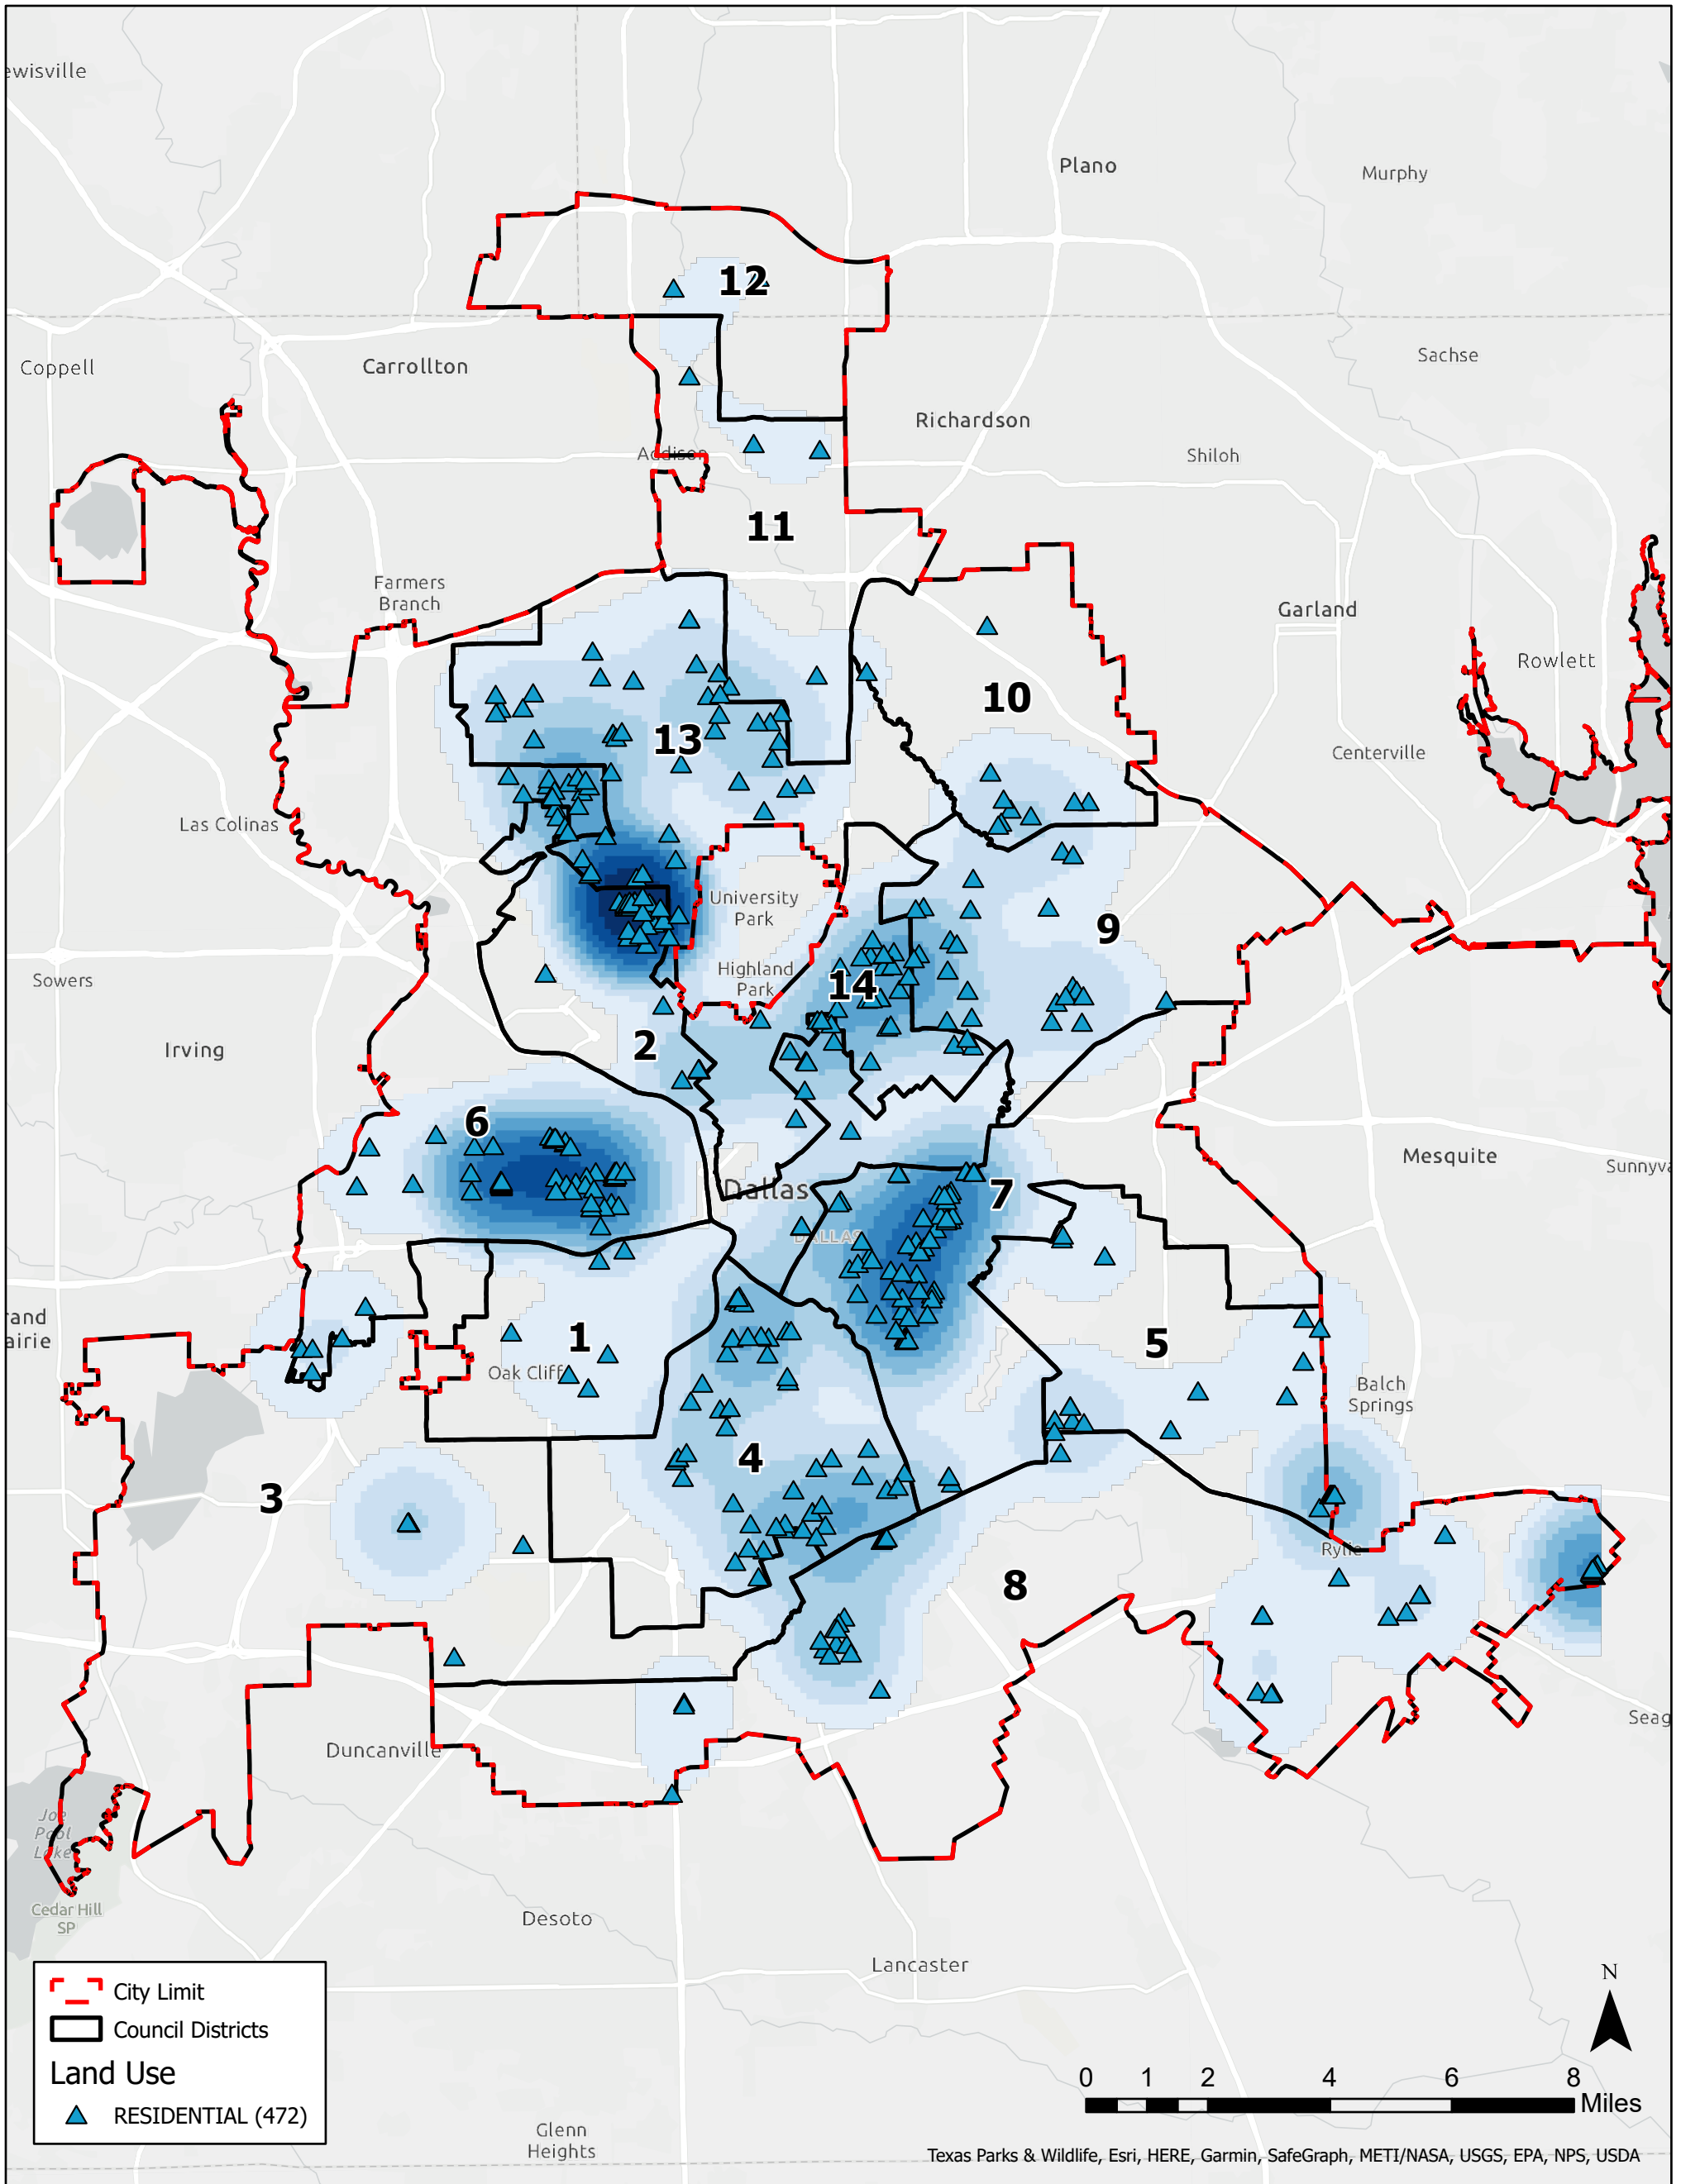 ewisville
Plano
Murphy
12
Sachse
Coppell
Carrollton
Richardson
Addison
Shiloh
11
Farmers
Branch
Garland
Rowlett
10
13
Centerville
Las Colinas
University
Park
9
Highland
Park
14
Sowers
2
Irving
6
Mesquite
Sunnyva
Dallas
7
DALLAS
rand
airie
1
5
Oak Cliff
Balch
Springs
4
3
Rylie
8
Seag
Duncanville
Joe
Pool
Lake
Cedar Hill
SP
Desoto
Lancaster
City Limit
Council Districts
Land Use
RESIDENTIAL (472)
N
0 1 2 4 6 8
Miles
Glenn
Heights
Texas Parks & Wildlife, Esri, HERE, Garmin, SafeGraph, METI/NASA, USGS, EPA, NPS, USDA